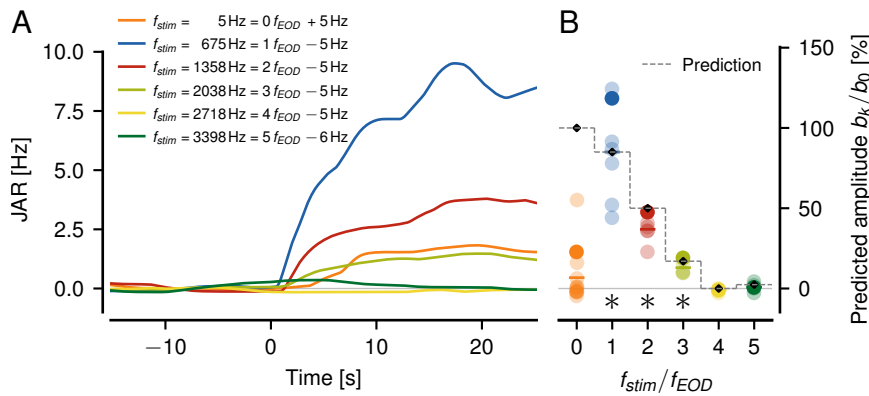 A
f_stim = 5 Hz = 0 f_EOD + 5 Hz
f_stim = 675 Hz = 1 f_EOD − 5 Hz
f_stim = 1358 Hz = 2 f_EOD − 5 Hz
f_stim = 2038 Hz = 3 f_EOD − 5 Hz
f_stim = 2718 Hz = 4 f_EOD − 5 Hz
f_stim = 3398 Hz = 5 f_EOD − 6 Hz
10.0
7.5
5.0
2.5
0.0
JAR [Hz]
−10 0 10 20
Time [s]
B
Prediction
150
100
50
0
Predicted amplitude b_k/b_0 [%]
* * *
0 1 2 3 4 5
f_stim/f_EOD